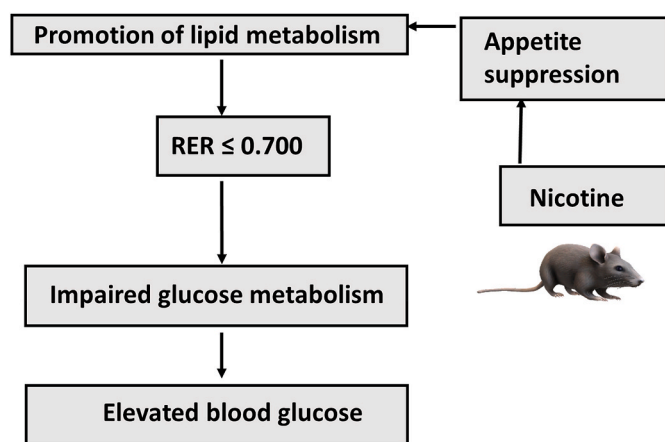 Promotion of lipid metabolism
Appetite
suppression
RER ≤ 0.700
Nicotine
Impaired glucose metabolism
Elevated blood glucose